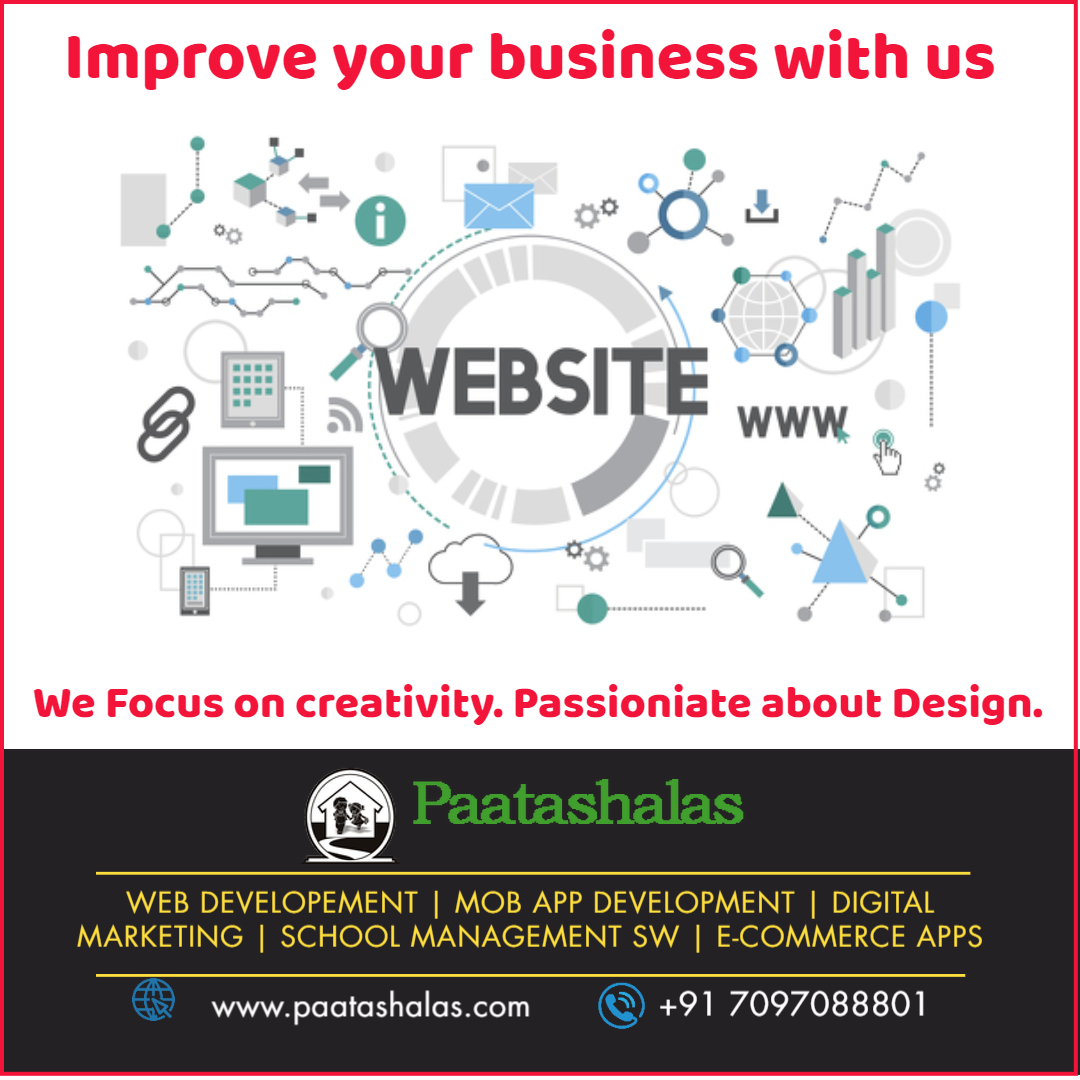 Improve your business with us
WEBSITE
WWW
We Focus on creativity. Passioniate about Design.
Paatashalas
WEB DEVELOPEMENT | MOB APP DEVELOPMENT | DIGITAL
MARKETING | SCHOOL MANAGEMENT SW | E-COMMERCE APPS
www.paatashalas.com +91 7097088801